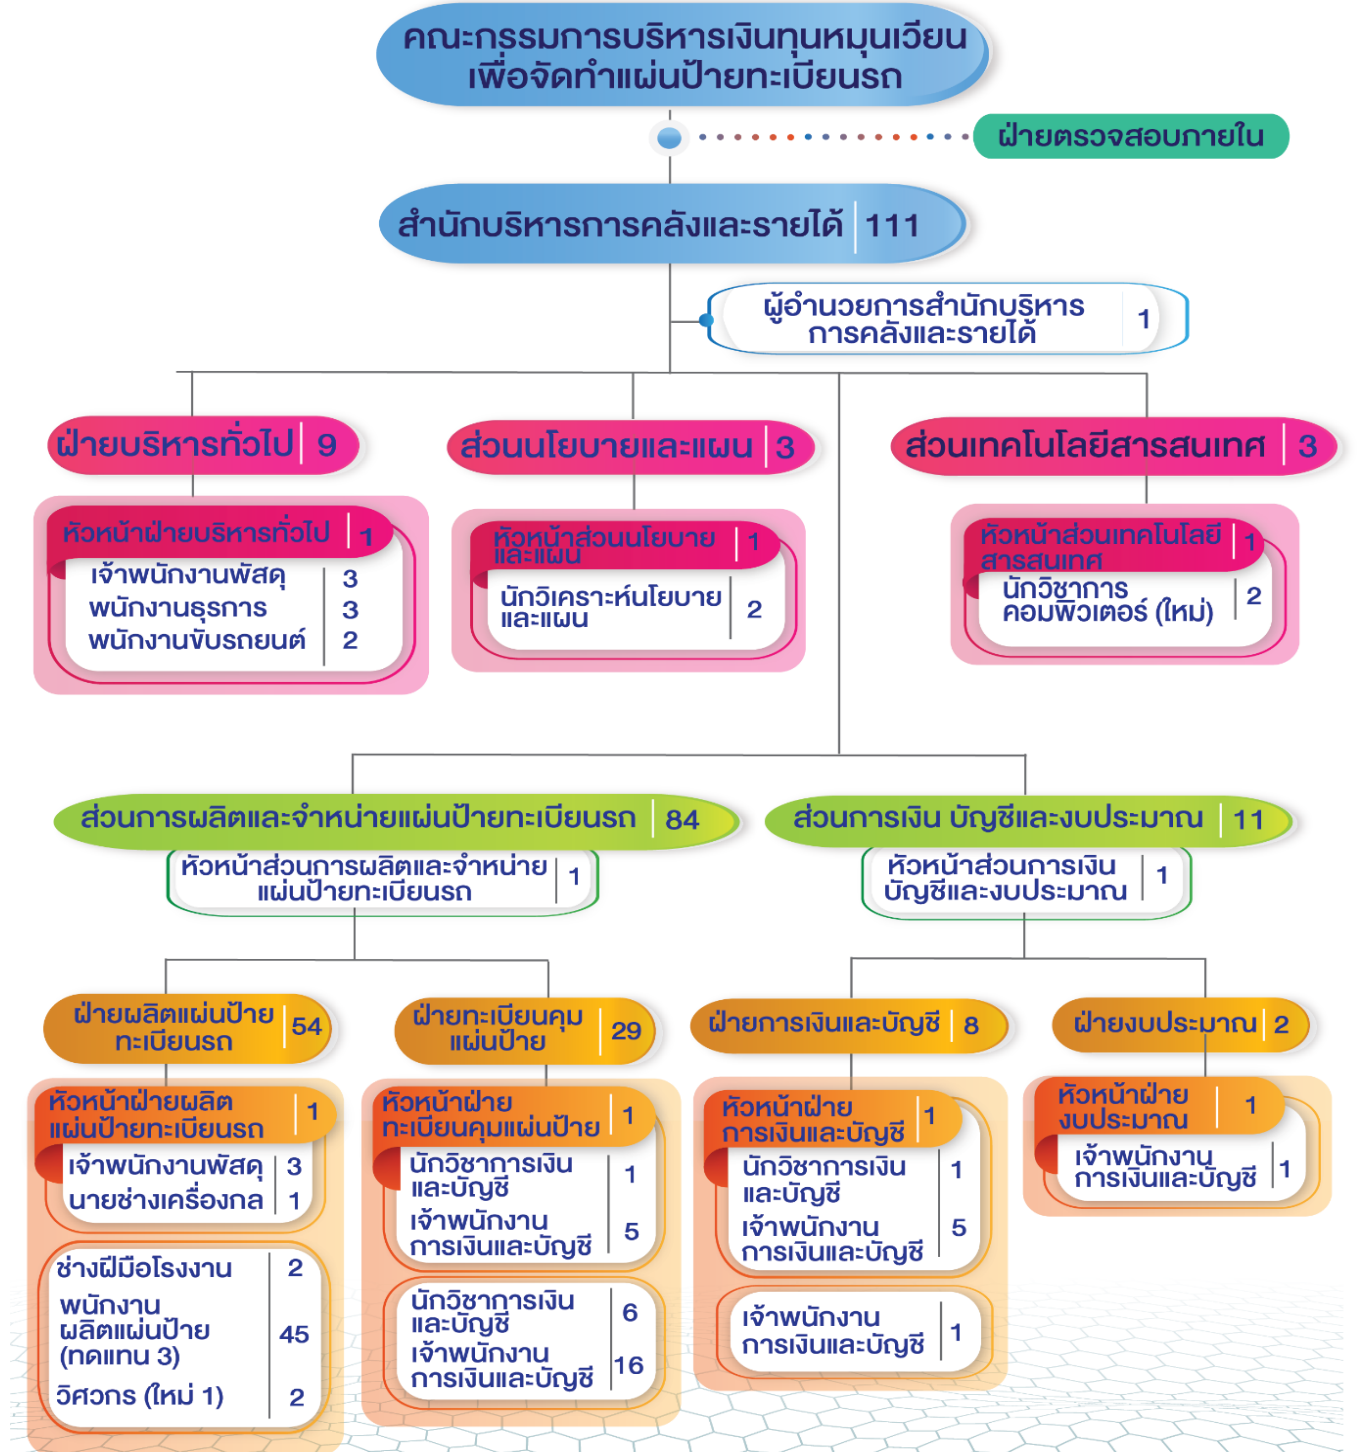 คณะกรรมการบริหารเงินทุนหมุนเวียน
เพื่อจัดทำแผ่นป้ายทะเบียนรถ
ฝ่ายตรวจสอบภายใน
สำนักบริหารการคลังและรายได้ 111
ผู้อำนวยการสำนักบริหาร
การคลังและรายได้ 1
ฝ่ายบริหารทั่วไป 9
หัวหน้าฝ่ายบริหารทั่วไป 1
เจ้าพนักงานพัสดุ 3
พนักงานธุรการ 3
พนักงานขับรถยนต์ 2
ส่วนนโยบายและแผน 3
หัวหน้าส่วนนโยบาย
และแผน 1
นักวิเคราะห์นโยบาย
และแผน 2
ส่วนเทคโนโลยีสารสนเทศ 3
หัวหน้าส่วนเทคโนโลยี
สารสนเทศ 1
นักวิชาการ
คอมพิวเตอร์ (ใหม่) 2
ส่วนการผลิตและจำหน่ายแผ่นป้ายทะเบียนรถ 84
หัวหน้าส่วนการผลิตและจำหน่าย
แผ่นป้ายทะเบียนรถ 1
ส่วนการเงิน บัญชีและงบประมาณ 11
หัวหน้าส่วนการเงิน
บัญชีและงบประมาณ 1
ฝ่ายผลิตแผ่นป้าย
ทะเบียนรถ 54
หัวหน้าฝ่ายผลิต
แผ่นป้ายทะเบียนรถ 1
เจ้าพนักงานพัสดุ 3
นายช่างเครื่องกล 1
ช่างฝีมือโรงงาน 2
พนักงาน
ผลิตแผ่นป้าย 45
(ทดแทน 3)
วิศวกร (ใหม่ 1) 2
ฝ่ายทะเบียนคุม
แผ่นป้าย 29
หัวหน้าฝ่าย
ทะเบียนคุมแผ่นป้าย 1
นักวิชาการเงิน
และบัญชี 1
เจ้าพนักงาน
การเงินและบัญชี 5
นักวิชาการเงิน
และบัญชี 6
เจ้าพนักงาน
การเงินและบัญชี 16
ฝ่ายการเงินและบัญชี 8
หัวหน้าฝ่าย
การเงินและบัญชี 1
นักวิชาการเงิน
และบัญชี 1
เจ้าพนักงาน
การเงินและบัญชี 5
เจ้าพนักงาน
การเงินและบัญชี 1
ฝ่ายงบประมาณ 2
หัวหน้าฝ่าย
งบประมาณ 1
เจ้าพนักงาน
การเงินและบัญชี 1